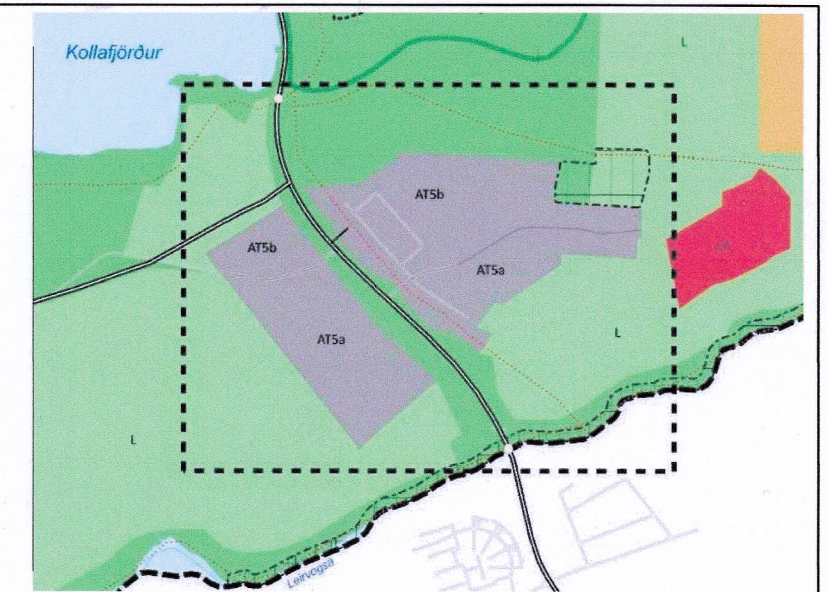 Kollafjörður
L
AT5b
AT5b
AT5a
AT5a
L
L
Leirvogsá